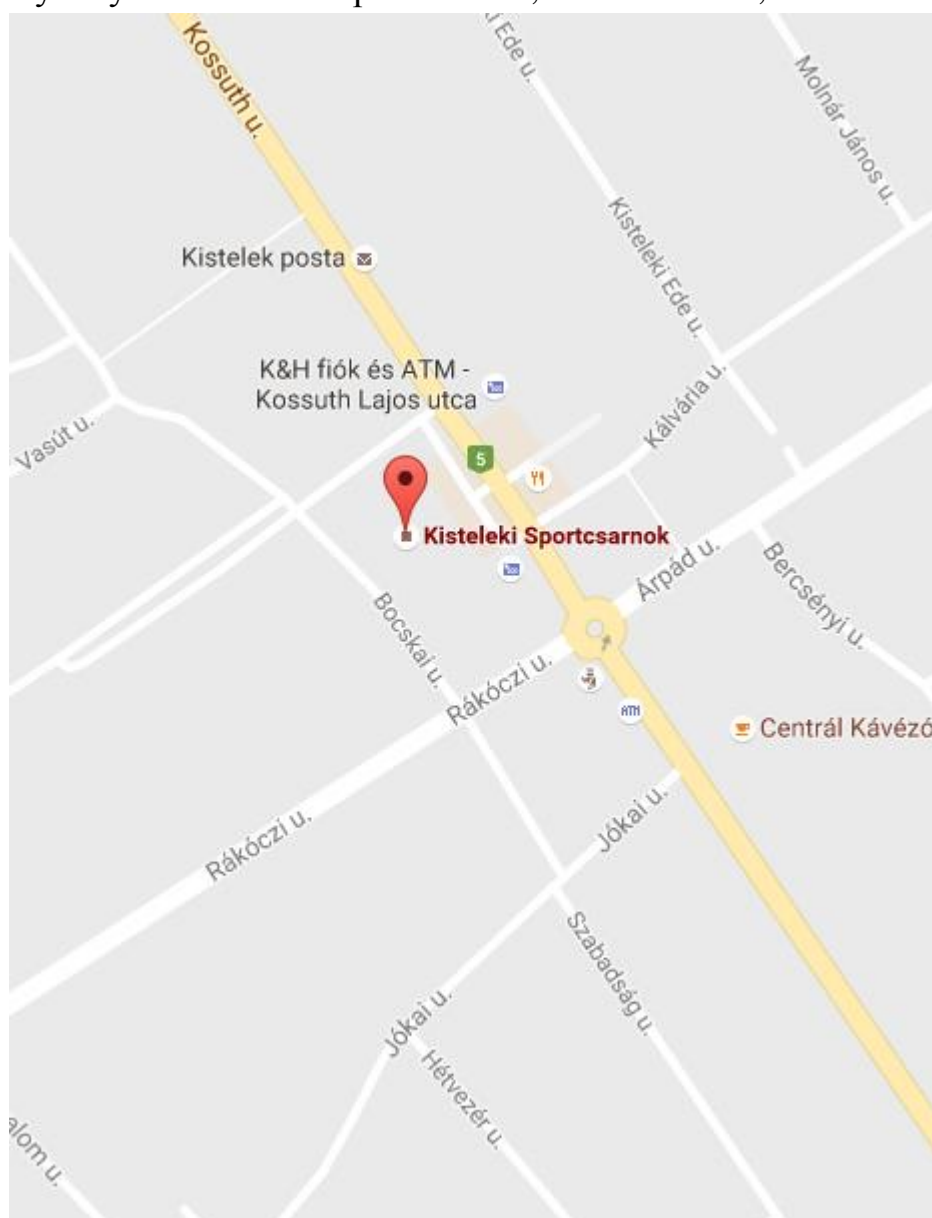 Kossuth u.
Ede u.
Molnár János u.
Kisteleki Ede u.
Kistelek posta
K&H fiók és ATM -
Kossuth Lajos utca
Vasút u.
Kálvária u.
5
Kisteleki Sportcsarnok
Árpád u.
Bercsényi u.
Bocskai u.
Rákóczi u.
ATM
Centrál Kávézó
Jókai u.
Rákóczi u.
Szabadság u.
Jókai u.
Hétvezér u.
alom u.